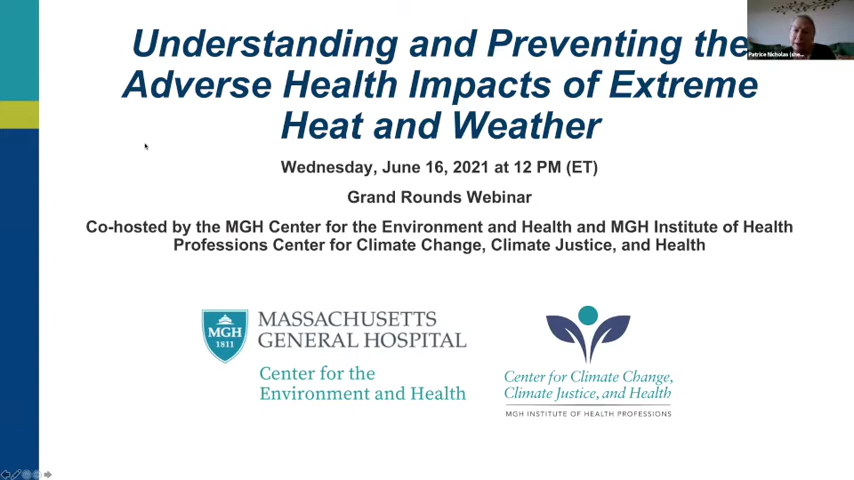 Understanding and Preventing the
Adverse Health Impacts of Extreme
Heat and Weather
Patrice Nicholas (she...
Wednesday, June 16, 2021 at 12 PM (ET)
Grand Rounds Webinar
Co-hosted by the MGH Center for the Environment and Health and MGH Institute of Health
Professions Center for Climate Change, Climate Justice, and Health
MGH
1811
MASSACHUSETTS
GENERAL HOSPITAL
Center for the
Environment and Health
Center for Climate Change,
Climate Justice, and Health
MGH INSTITUTE OF HEALTH PROFESSIONS